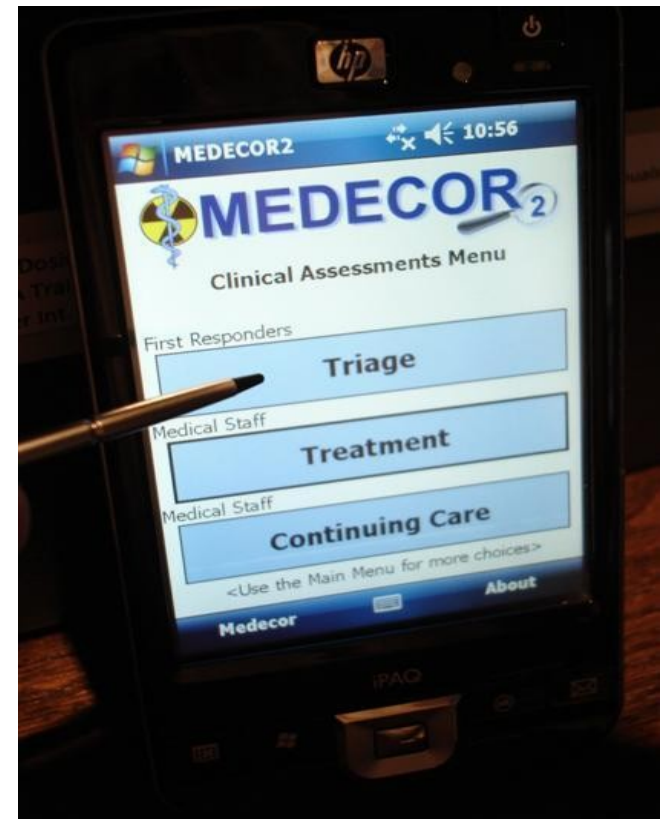 hp
MEDECOR2 10:56
MEDECOR2
Clinical Assessments Menu
First Responders
Triage
Medical Staff
Treatment
Medical Staff
Continuing Care
<Use the Main Menu for more choices>
Medecor About
iPAQ